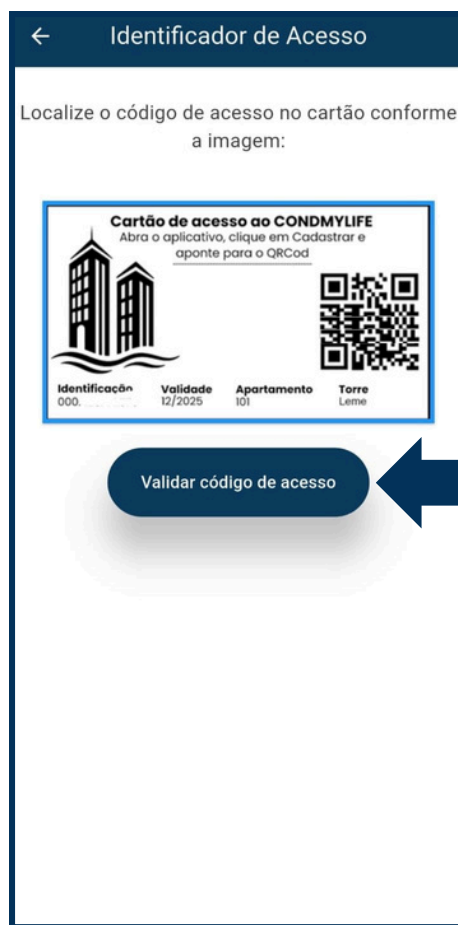 Identificador de Acesso
Localize o código de acesso no cartão conforme
a imagem:
Cartão de acesso ao CONDMYLIFE
Abra o aplicativo, clique em Cadastrar e
aponte para o QRCod
Identificação Validade Apartamento Torre
000. 12/2025 101 Leme
Validar código de acesso